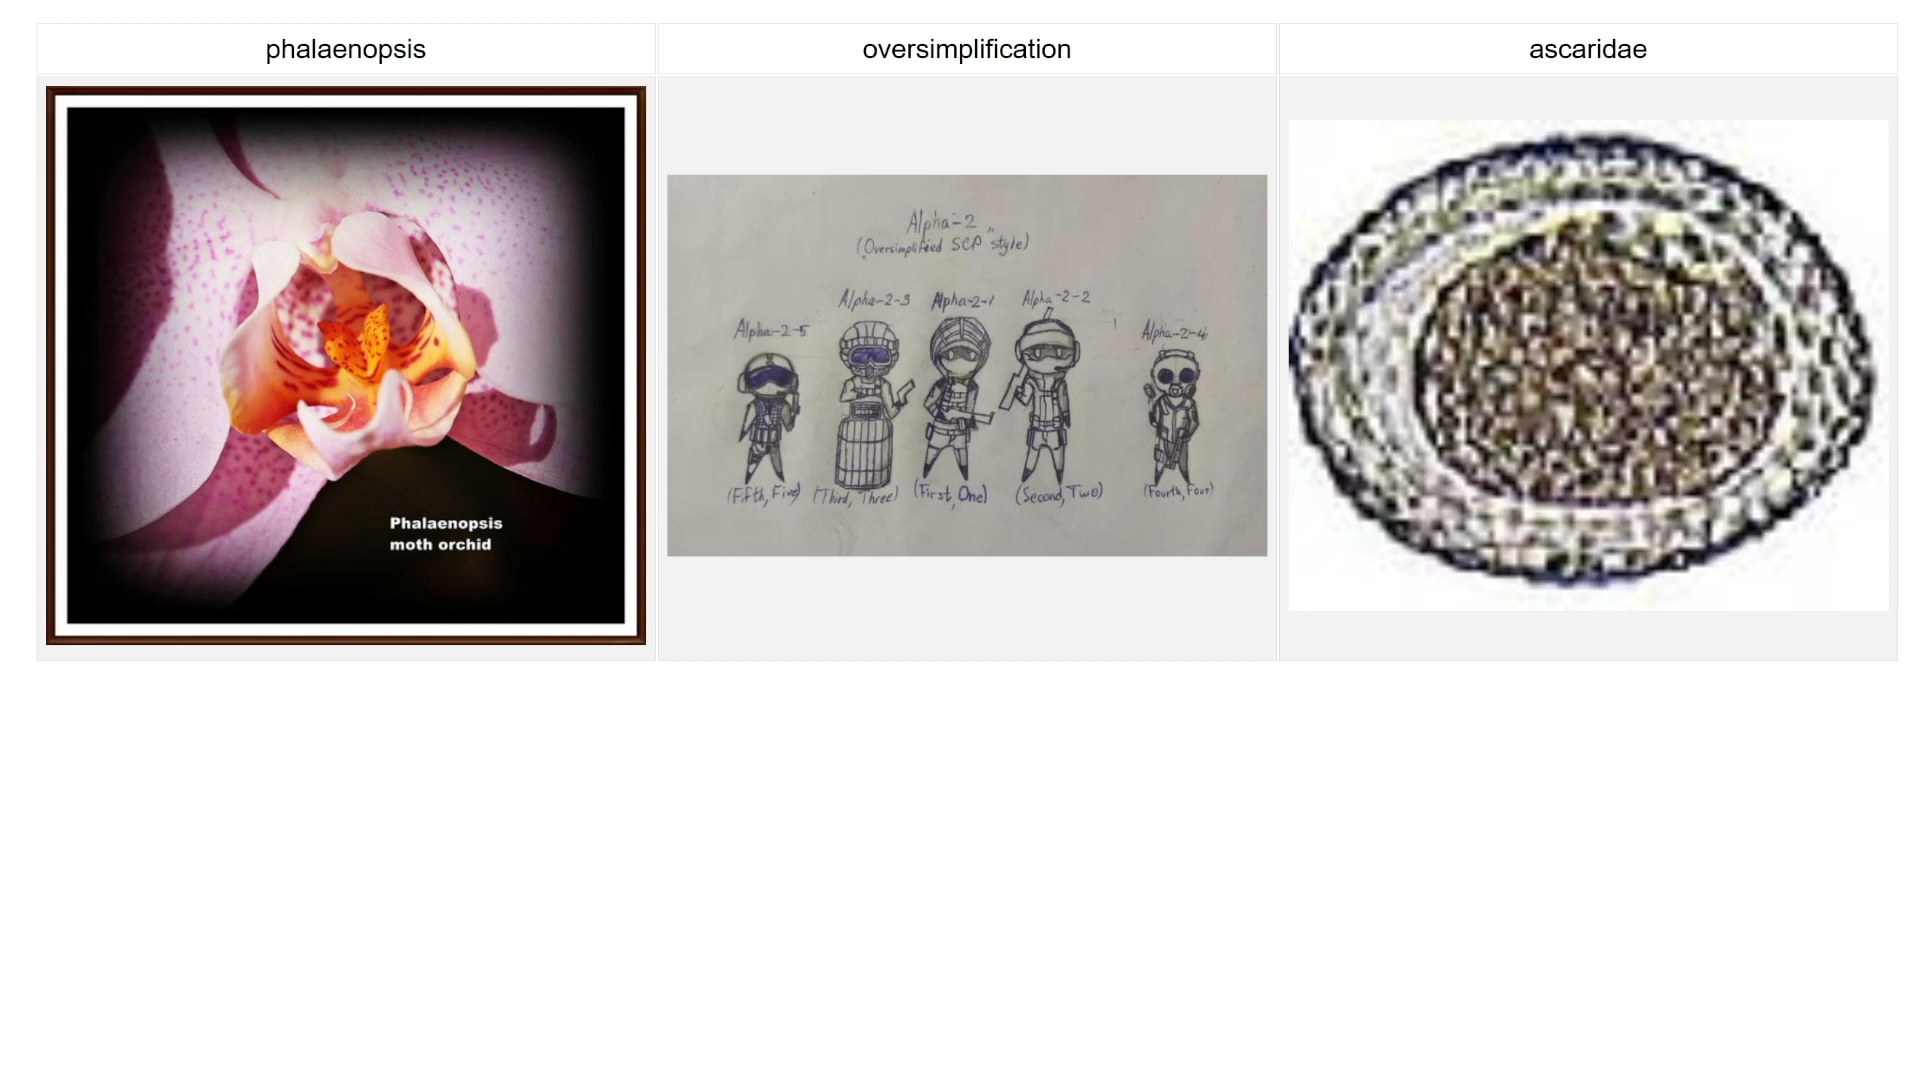 phalaenopsis
oversimplification
ascaridae
Phalaenopsis
moth orchid
Alpha-2
(Oversimplified SCP style)
Alpha-2-3 Alpha-2-1 Alpha-2-2
Alpha-2-5 Alpha-2-4
(Fifth, Five) (Third, Three) (First, One) (Second, Two) (Fourth, Four)